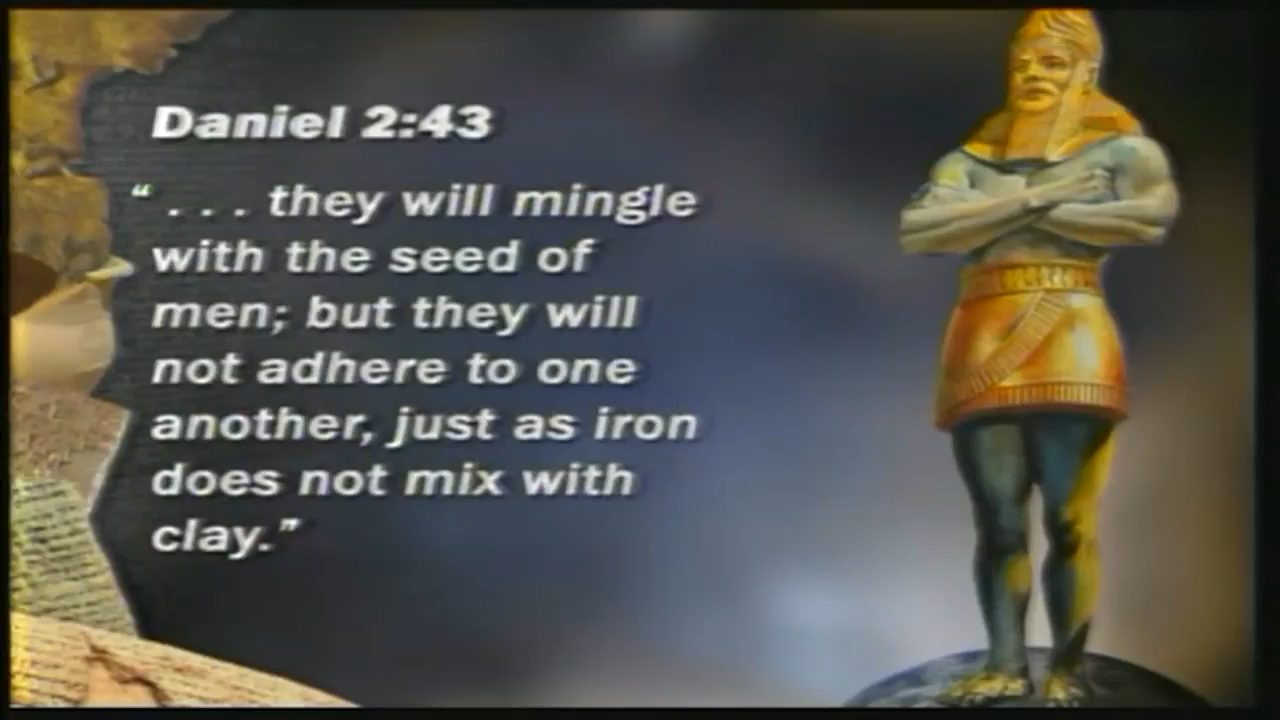 Daniel 2:43
“ . . . they will mingle
with the seed of
men; but they will
not adhere to one
another, just as iron
does not mix with
clay.”